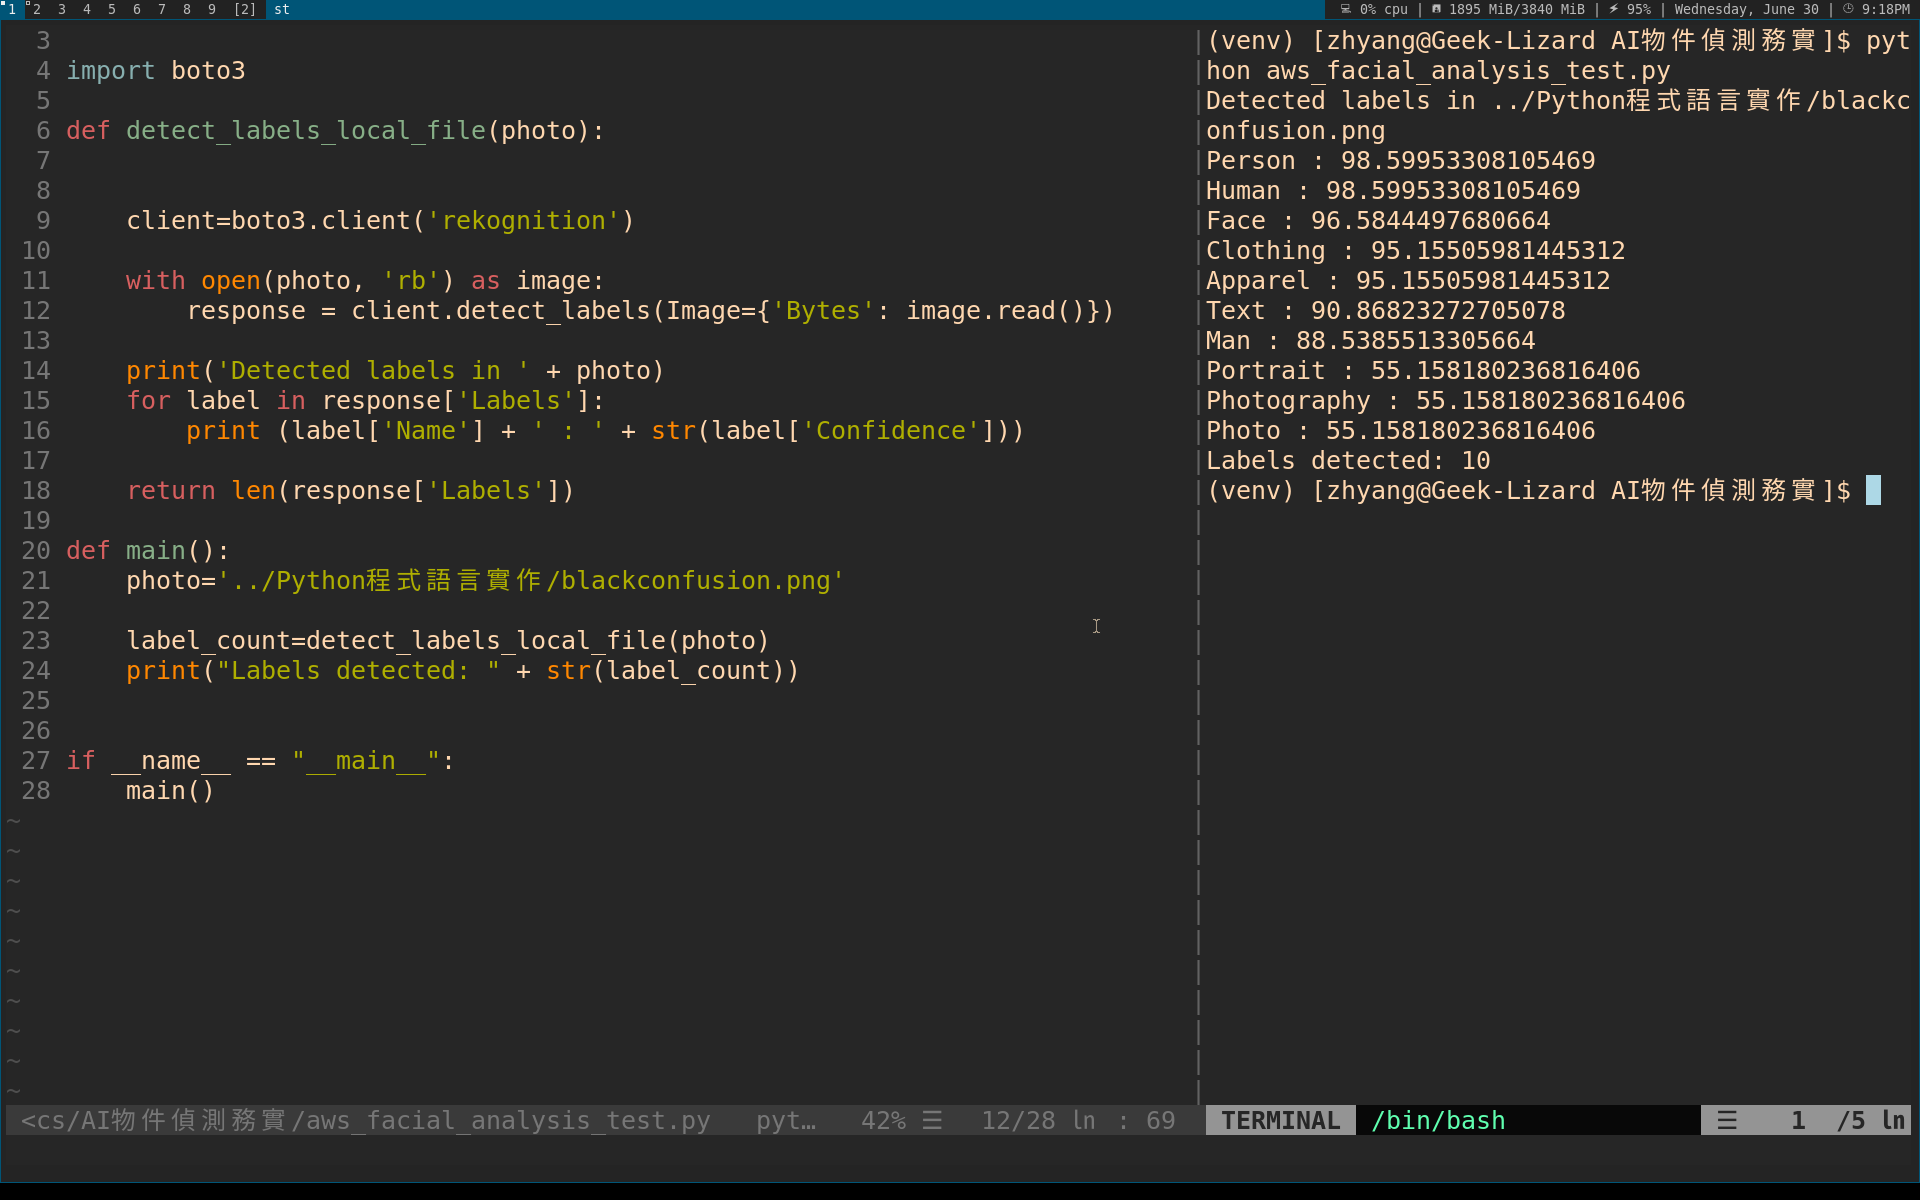 1 2 3 4 5 6 7 8 9 [2] st 0% cpu | 1895 MiB/3840 MiB | 95% | Wednesday, June 30 | 9:18PM
3
4 import boto3
5
6 def detect_labels_local_file(photo):
7
8
9     client=boto3.client('rekognition')
10
11     with open(photo, 'rb') as image:
12         response = client.detect_labels(Image={'Bytes': image.read()})
13
14     print('Detected labels in ' + photo)
15     for label in response['Labels']:
16         print (label['Name'] + ' : ' + str(label['Confidence']))
17
18     return len(response['Labels'])
19
20 def main():
21     photo='../Python程式語言實作/blackconfusion.png'
22
23     label_count=detect_labels_local_file(photo)
24     print("Labels detected: " + str(label_count))
25
26
27 if __name__ == "__main__":
28     main()
~
~
~
~
~
~
~
~
~
~
<cs/AI物件偵測務實/aws_facial_analysis_test.py pyt… 42% ☰ 12/28 ln : 69
(venv) [zhyang@Geek-Lizard AI物件偵測務實]$ pyt
hon aws_facial_analysis_test.py
Detected labels in ../Python程式語言實作/blackc
onfusion.png
Person : 98.59953308105469
Human : 98.59953308105469
Face : 96.5844497680664
Clothing : 95.15505981445312
Apparel : 95.15505981445312
Text : 90.86823272705078
Man : 88.5385513305664
Portrait : 55.158180236816406
Photography : 55.158180236816406
Photo : 55.158180236816406
Labels detected: 10
(venv) [zhyang@Geek-Lizard AI物件偵測務實]$
TERMINAL /bin/bash ☰ 1 /5 ln